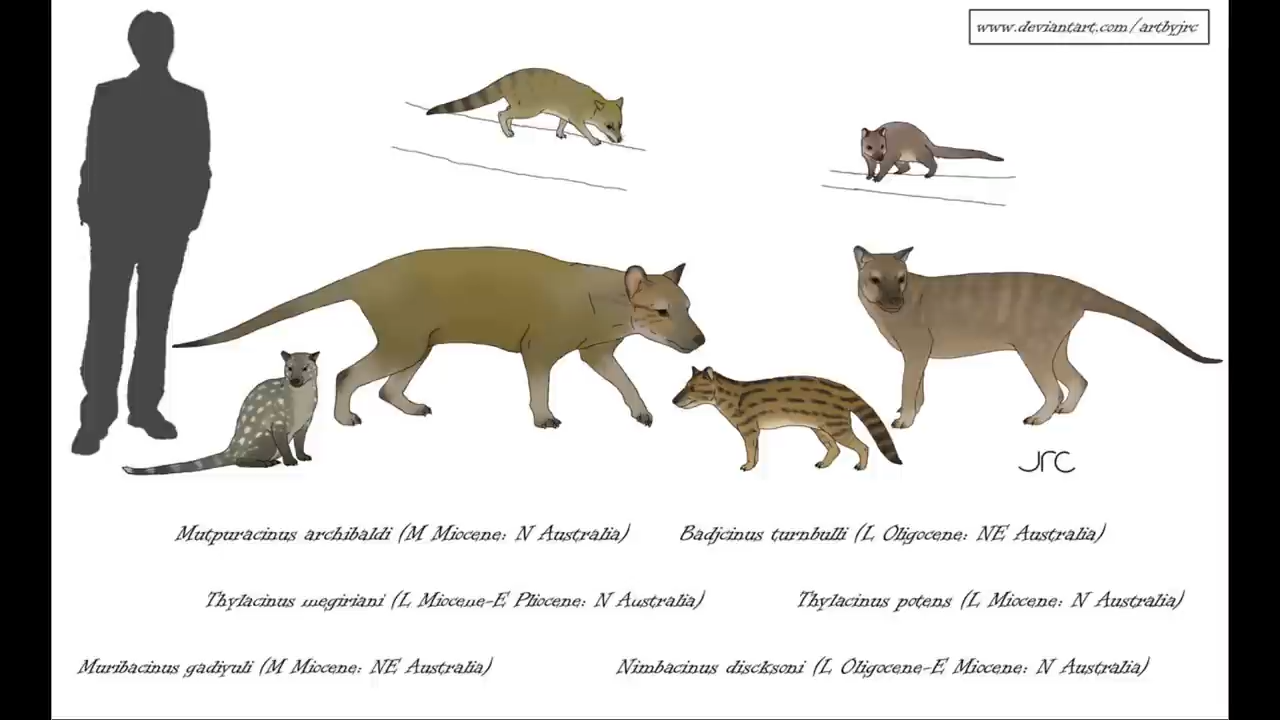 www.deviantart.com/artbyjrc
jrc
Mutpuracinus archibaldi (M Miocene: N Australia)
Badjcinus turnbulli (L Oligocene: NE Australia)
Thylacinus megiriani (L Miocene-E Pliocene: N Australia)
Thylacinus potens (L Miocene: N Australia)
Muribacinus gadiyuli (M Miocene: NE Australia)
Nimbacinus discksoni (L Oligocene-E Miocene: N Australia)